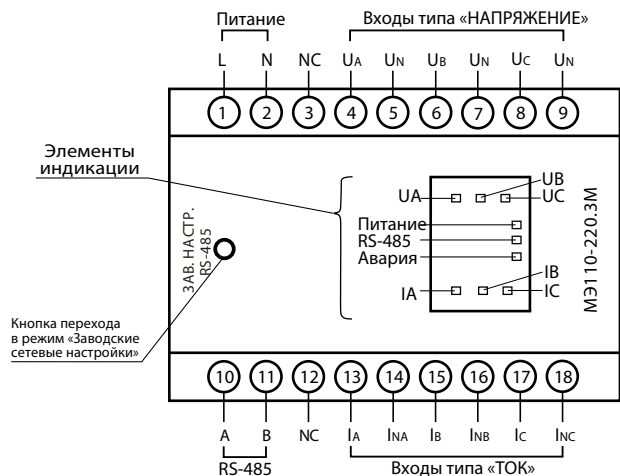 Питание
Входы типа «НАПРЯЖЕНИЕ»
L N NC UA UN UB UN UC UN
1 2 3 4 5 6 7 8 9
Элементы
индикации
UA
UB
UC
Питание
RS-485
Авария
IA
IB
IC
ЗАВ. НАСТР.
RS-485
МЭ110-220.3М
Кнопка перехода
в режим «Заводские
сетевые настройки»
10 11 12 13 14 15 16 17 18
A B NC IA INA IB INB IC INC
RS-485
Входы типа «ТОК»